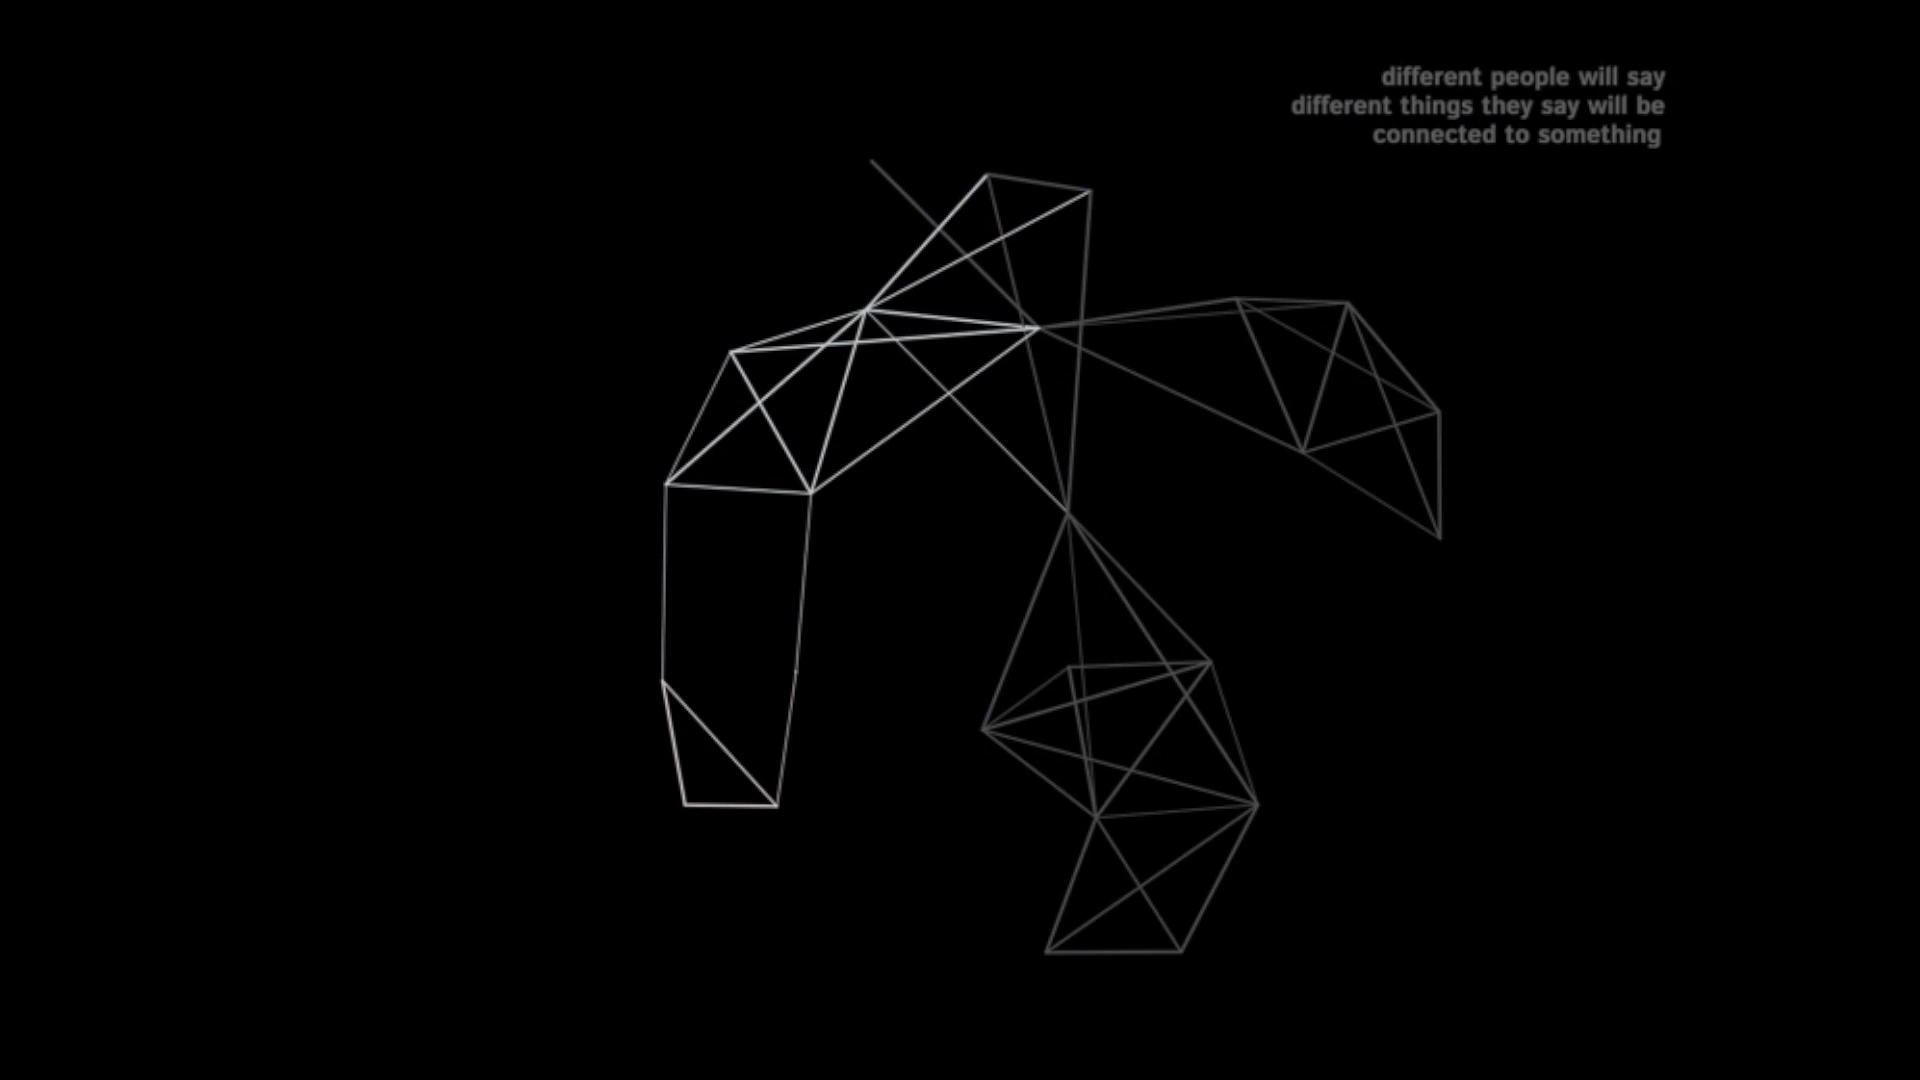 different people will say
different things they say will be
connected to something